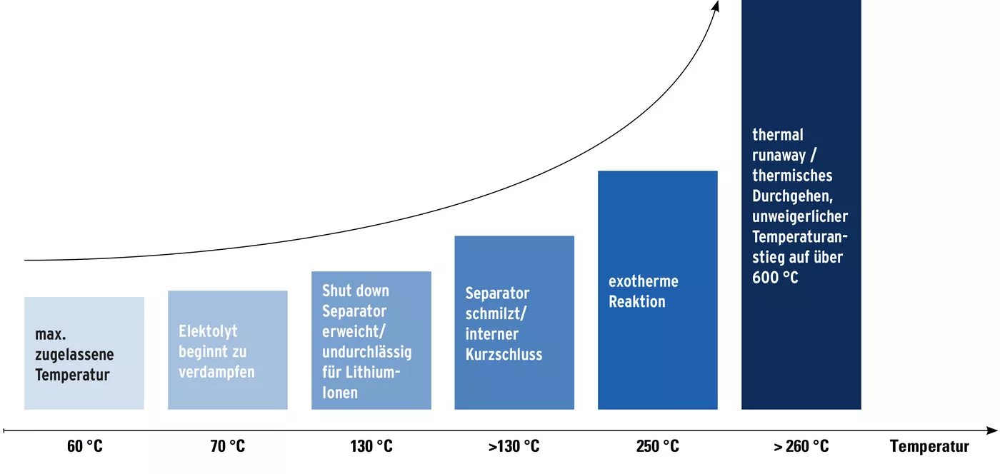 max.
zugelassene
Temperatur
Elektolyt
beginnt zu
verdampfen
Shut down
Separator
erweicht/
undurchlässig
für Lithium-
Ionen
Separator
schmilzt/
interner
Kurzschluss
exotherme
Reaktion
thermal
runaway /
thermisches
Durchgehen,
unweigerlicher
Temperaturan-
stieg auf über
600 °C
60 °C
70 °C
130 °C
>130 °C
250 °C
> 260 °C
Temperatur